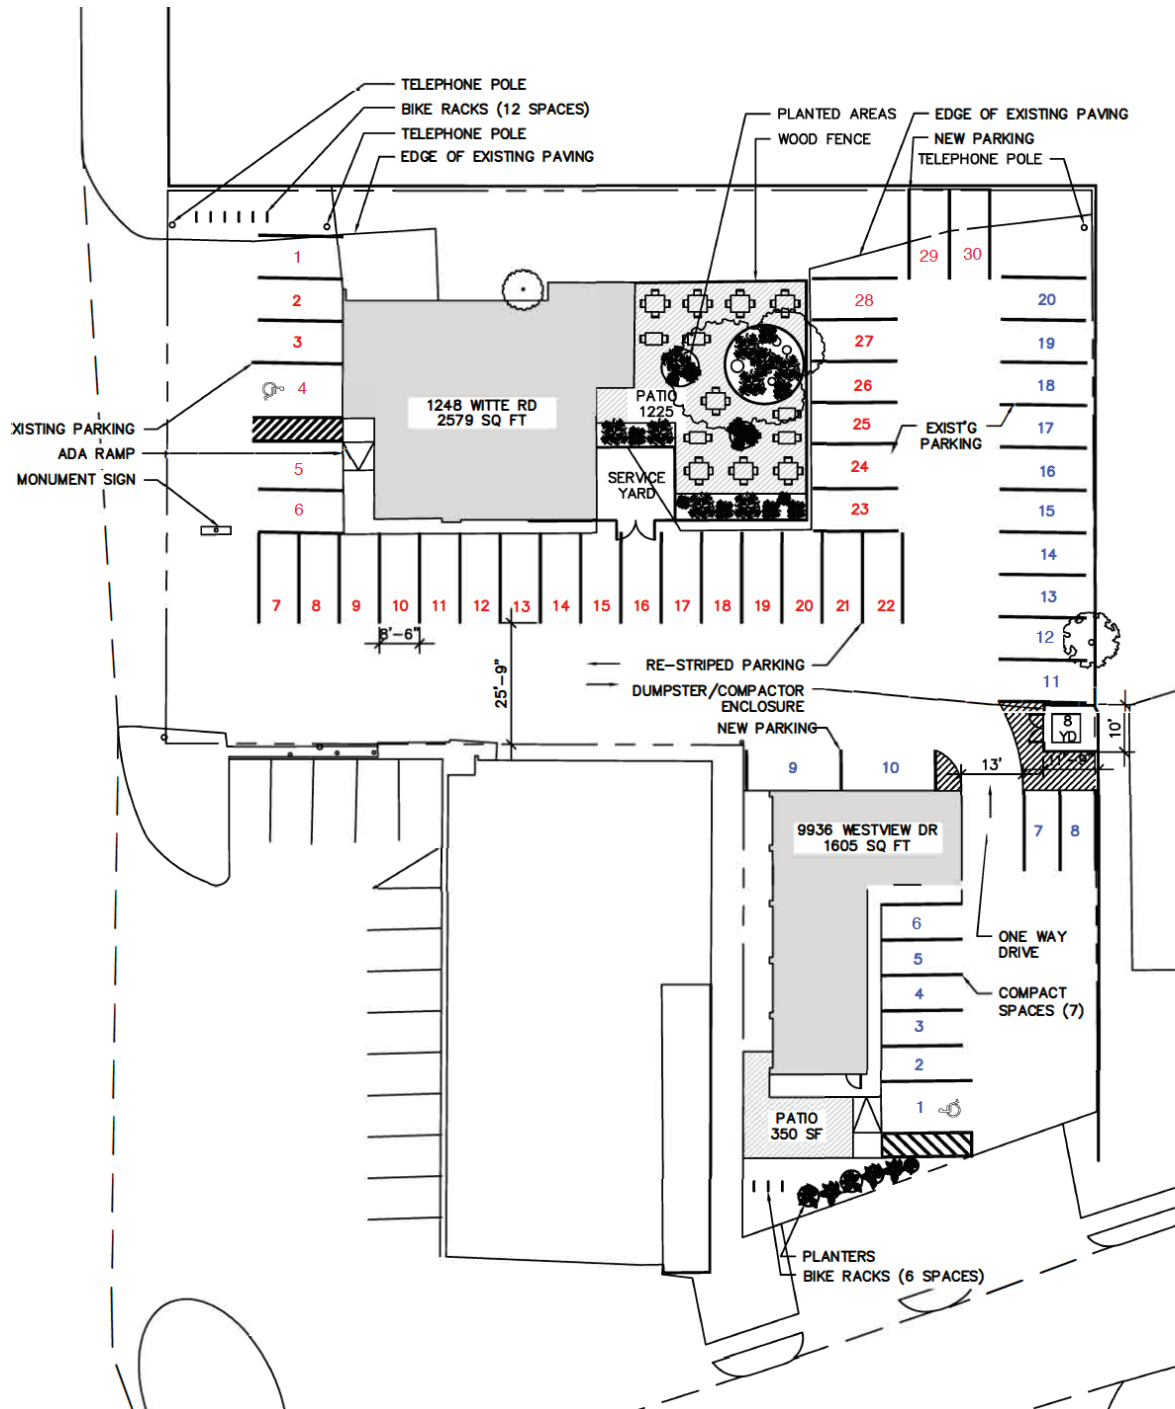 TELEPHONE POLE
BIKE RACKS (12 SPACES)
TELEPHONE POLE
EDGE OF EXISTING PAVING
PLANTED AREAS
WOOD FENCE
EDGE OF EXISTING PAVING
NEW PARKING
TELEPHONE POLE
1
2
3
4
5
6
29
30
28
27
26
25
24
23
20
19
18
17
16
15
14
13
12
11
1248 WITTE RD
2579 SQ FT
PATIO
1225
SERVICE
YARD
EXIST'G
PARKING
XISTING PARKING
ADA RAMP
MONUMENT SIGN
7
8
9
10
11
12
13
14
15
16
17
18
19
20
21
22
8'-6"
25'-9"
RE-STRIPED PARKING
DUMPSTER/COMPACTOR
ENCLOSURE
NEW PARKING
8
YD
10'
9
10
13'
11'-9"
9936 WESTVIEW DR
1605 SQ FT
7
8
6
5
4
3
2
1
ONE WAY
DRIVE
COMPACT
SPACES (7)
PATIO
350 SF
PLANTERS
BIKE RACKS (6 SPACES)